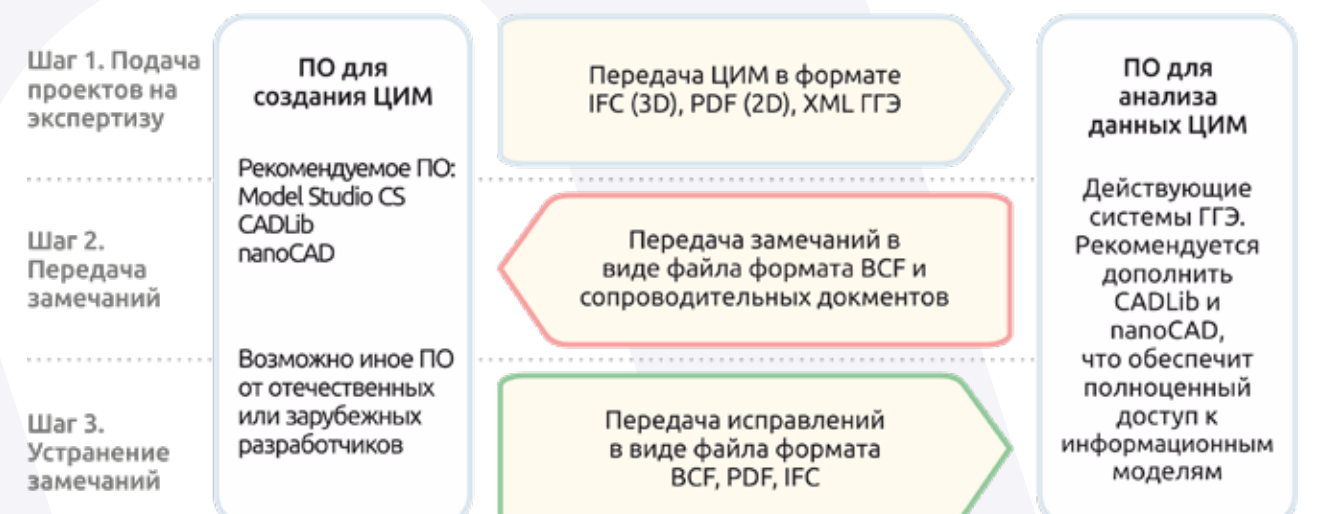 Шаг 1. Подача
проектов на
экспертизу
ПО для
создания ЦИМ
Рекомендуемое ПО:
Model Studio CS
CADLib
nanoCAD
Возможно иное ПО
от отечественных
или зарубежных
разработчиков
Передача ЦИМ в формате
IFC (3D), PDF (2D), XML ГГЭ
ПО для
анализа
данных ЦИМ
Действующие
системы ГГЭ.
Рекомендуется
дополнить
CADLib и
nanoCAD,
что обеспечит
полноценный
доступ к
информационным
моделям
Шаг 2.
Передача
замечаний
Передача замечаний в
виде файла формата BCF и
сопроводительных докментов
Шаг 3.
Устранение
замечаний
Передача исправлений
в виде файла формата
BCF, PDF, IFC